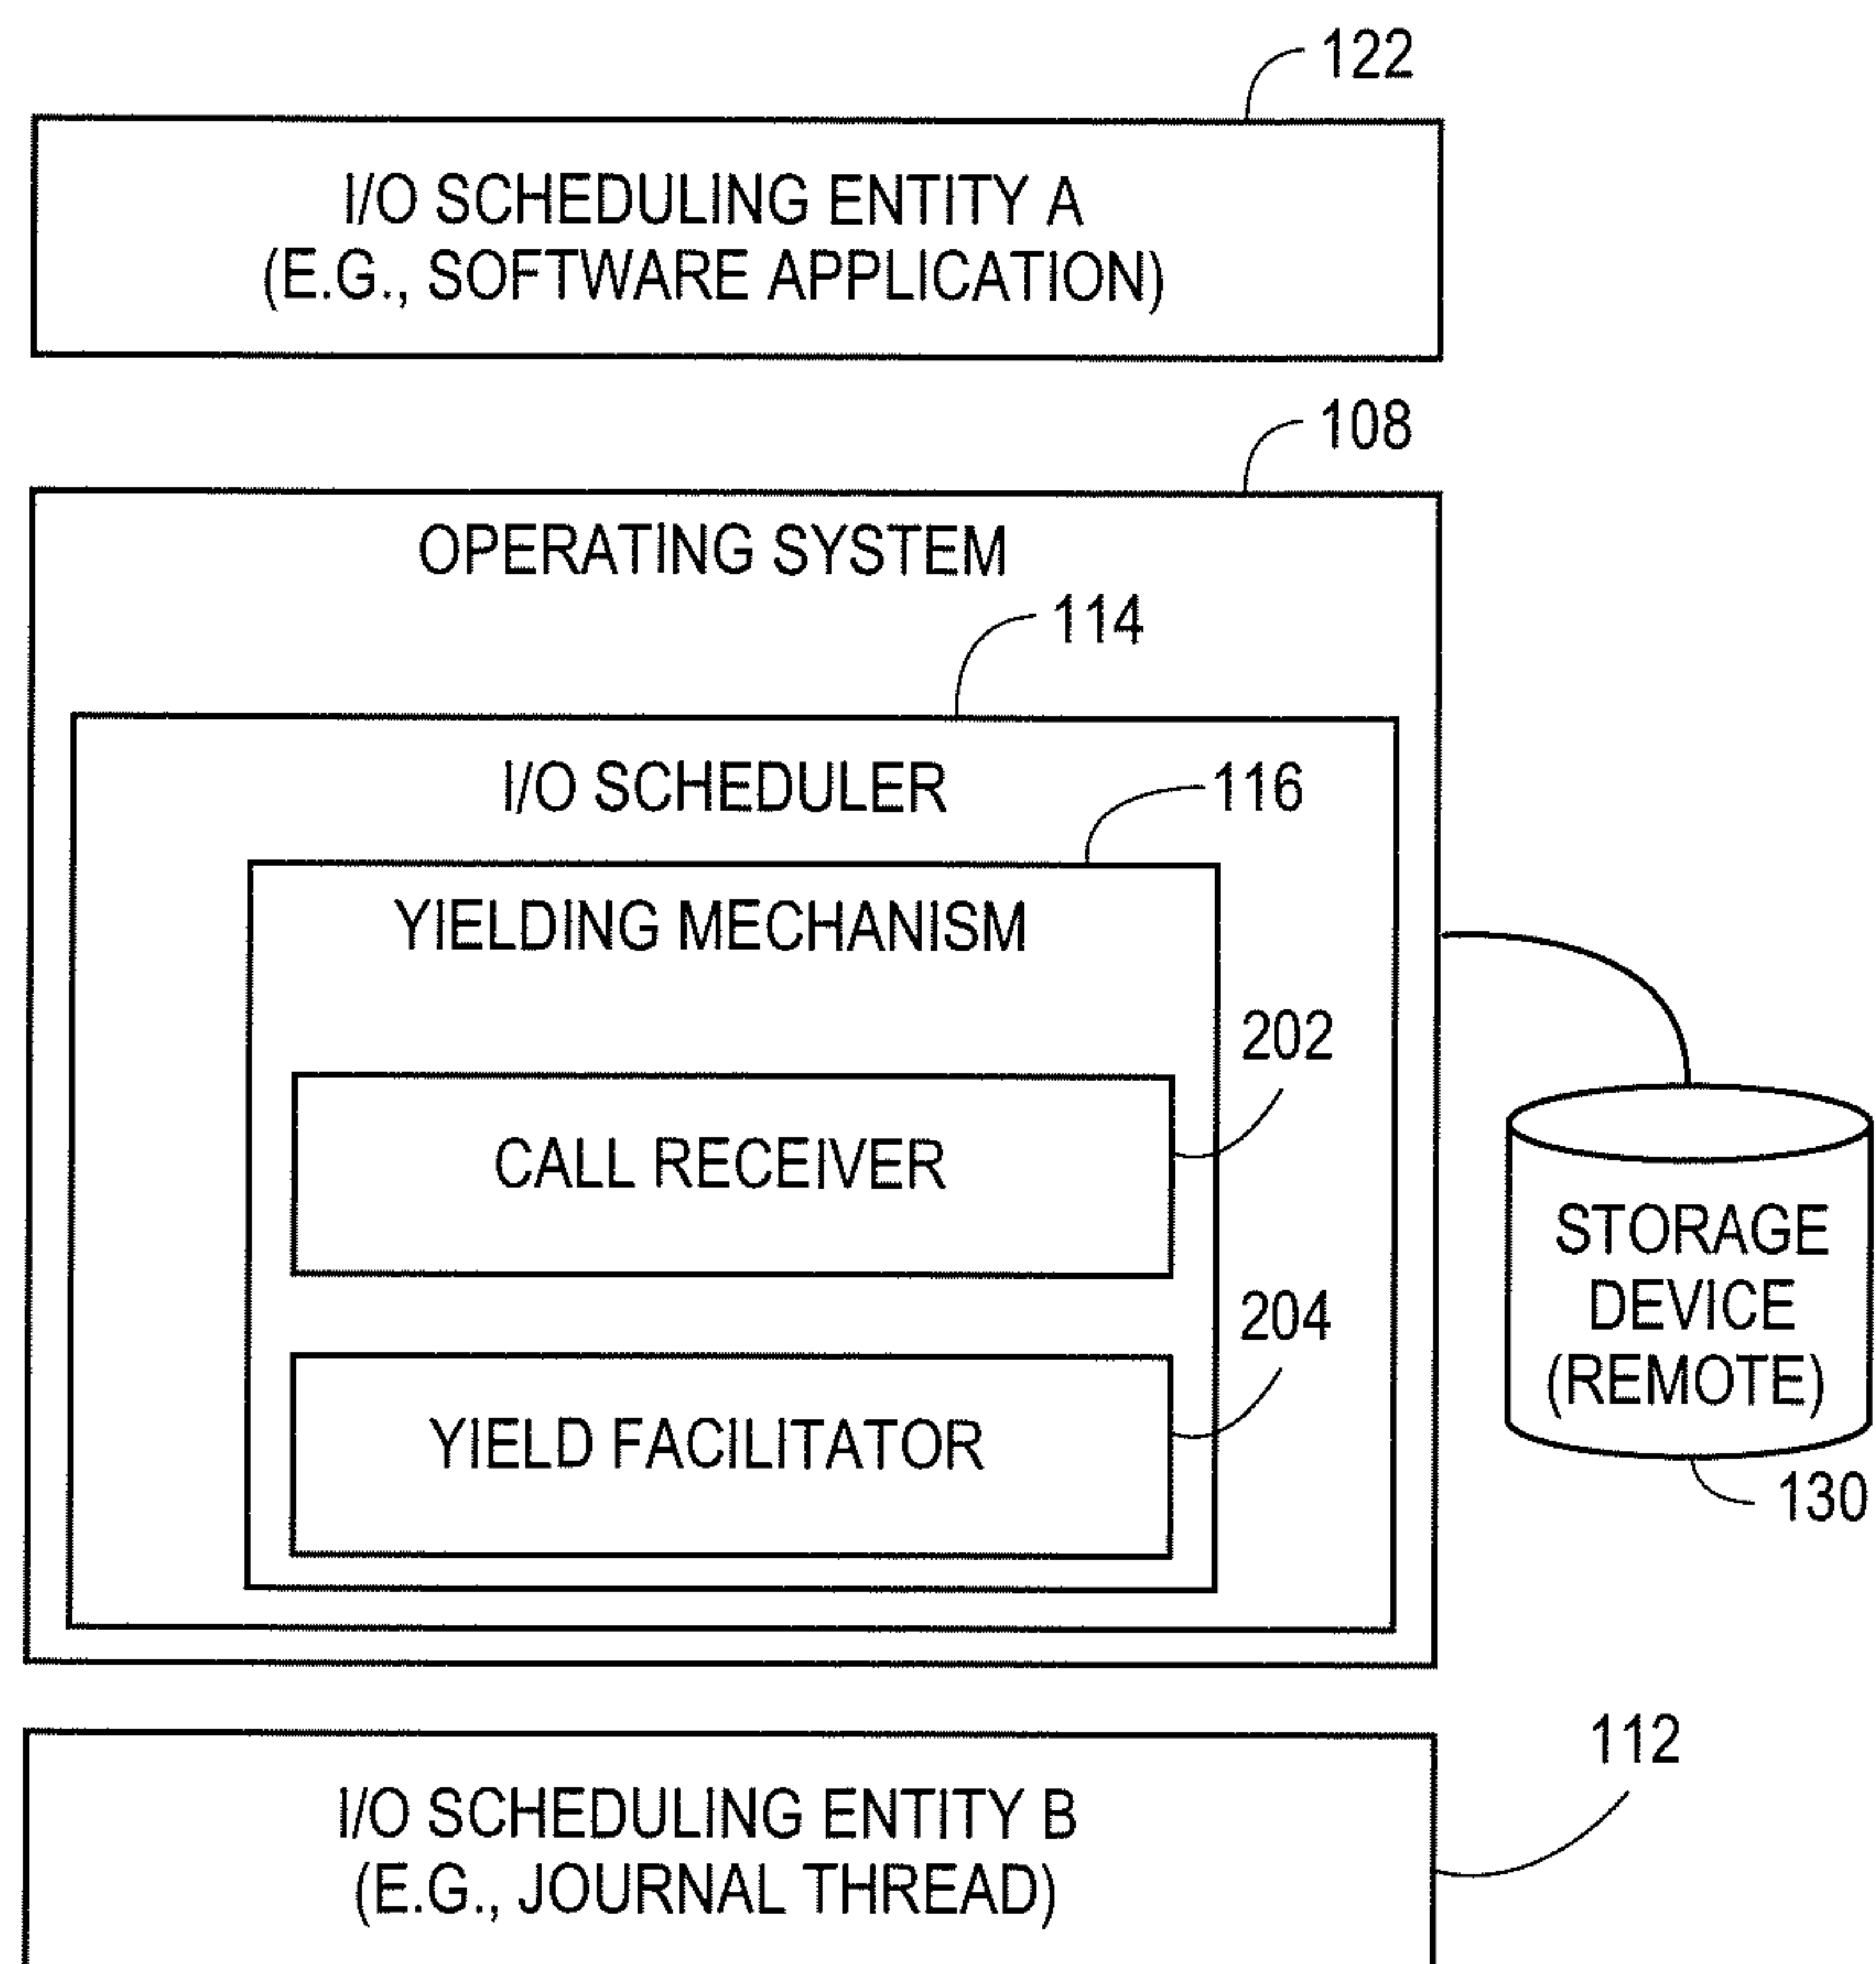 122
I/O SCHEDULING ENTITY A
(E.G., SOFTWARE APPLICATION)
108
OPERATING SYSTEM
114
I/O SCHEDULER
116
YIELDING MECHANISM
202
CALL RECEIVER
204
YIELD FACILITATOR
STORAGE
DEVICE
(REMOTE)
130
112
I/O SCHEDULING ENTITY B
(E.G., JOURNAL THREAD)